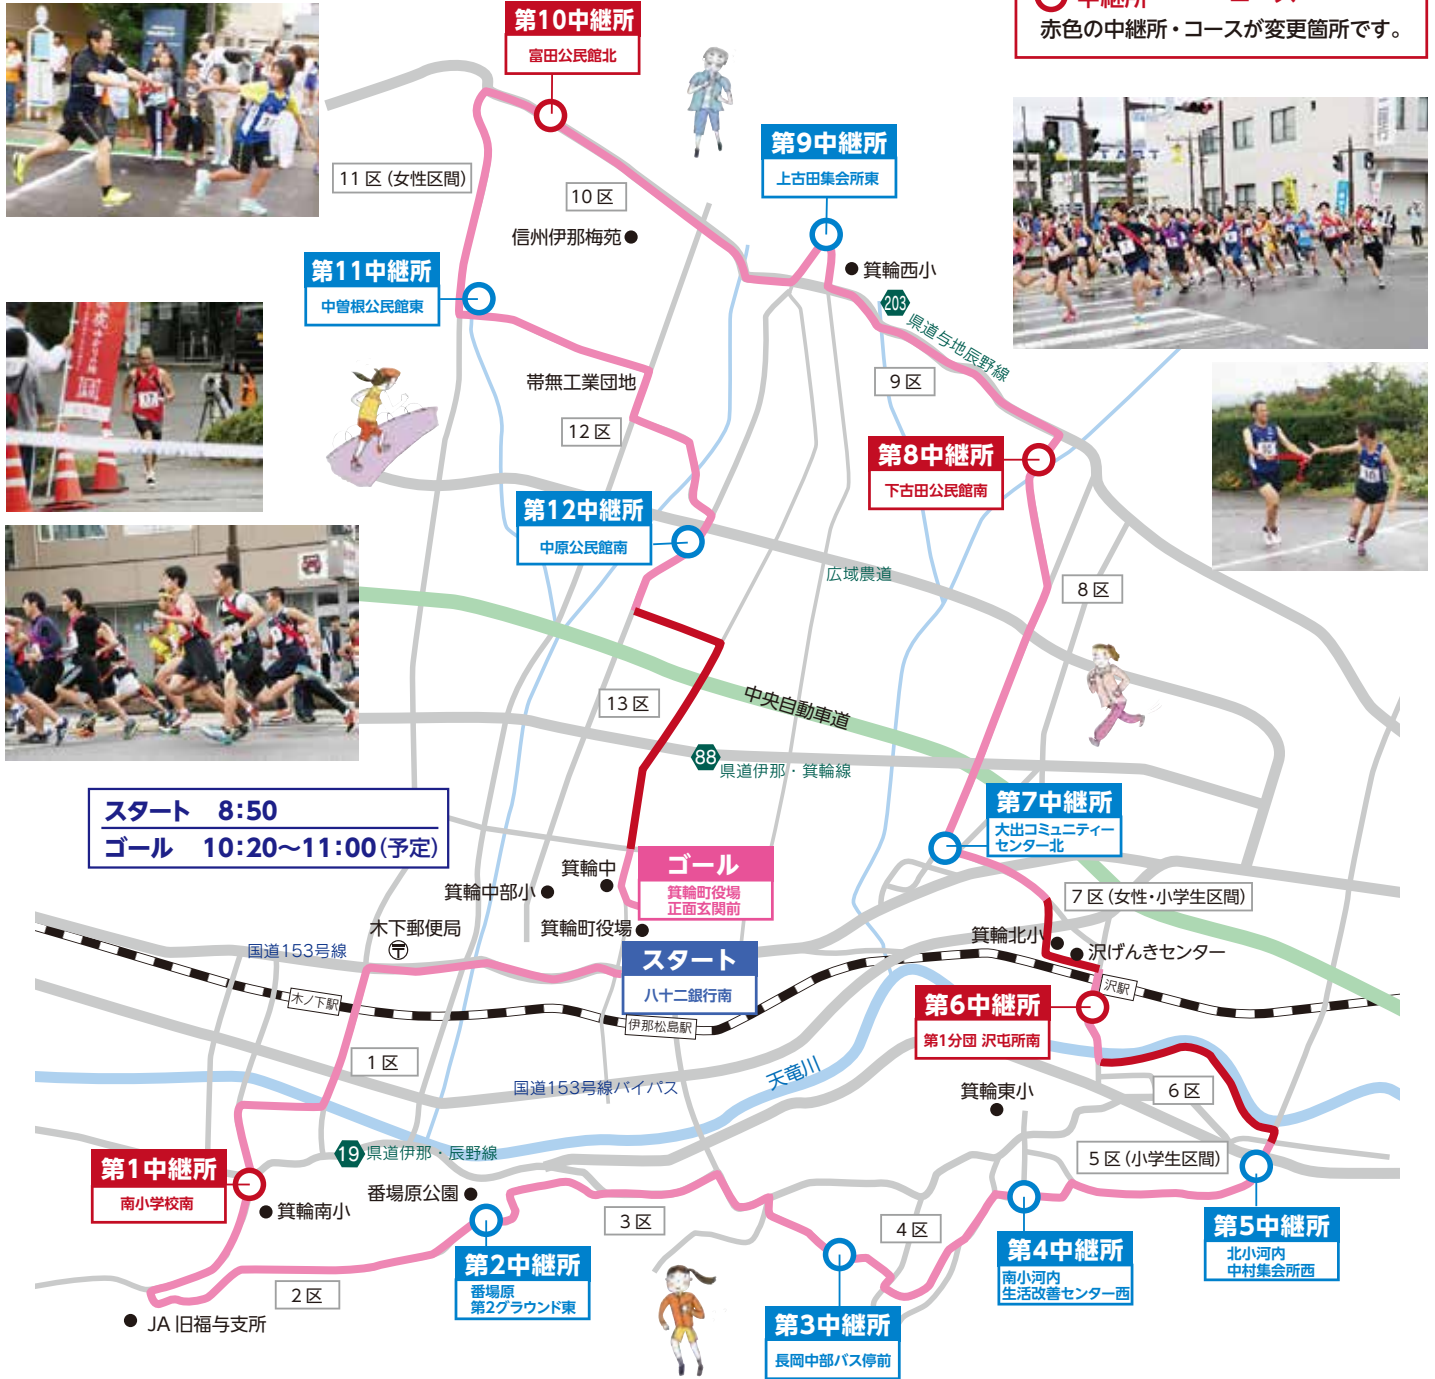 第10中継所
富田公民館北
中継所
コース
赤色の中継所・コースが変更箇所です。
第9中継所
上古田集会所東
11区(女性区間)
10区
信州伊那梅苑
箕輪西小
第11中継所
中曽根公民館東
203
県道与地辰野線
帯無工業団地
9区
12区
第8中継所
下古田公民館南
第12中継所
中原公民館南
広域農道
8区
13区
中央自動車道
88
県道伊那・箕輪線
スタート 8:50
ゴール 10:20～11:00(予定)
第7中継所
大出コミュニティー
センター北
ゴール
箕輪町役場
正面玄関前
箕輪中
箕輪中部小
7区(女性・小学生区間)
木下郵便局
箕輪町役場
箕輪北小
沢げんきセンター
国道153号線
スタート
八十二銀行南
木ノ下駅
沢駅
第6中継所
第1分団 沢屯所南
伊那松島駅
1区
天竜川
国道153号線バイパス
箕輪東小
6区
19
県道伊那・辰野線
第1中継所
南小学校南
5区(小学生区間)
番場原公園
箕輪南小
3区
4区
第2中継所
番場原
第2グラウンド東
第4中継所
南小河内
生活改善センター西
第5中継所
北小河内
中村集会所西
2区
JA旧福与支所
第3中継所
長岡中部バス停前